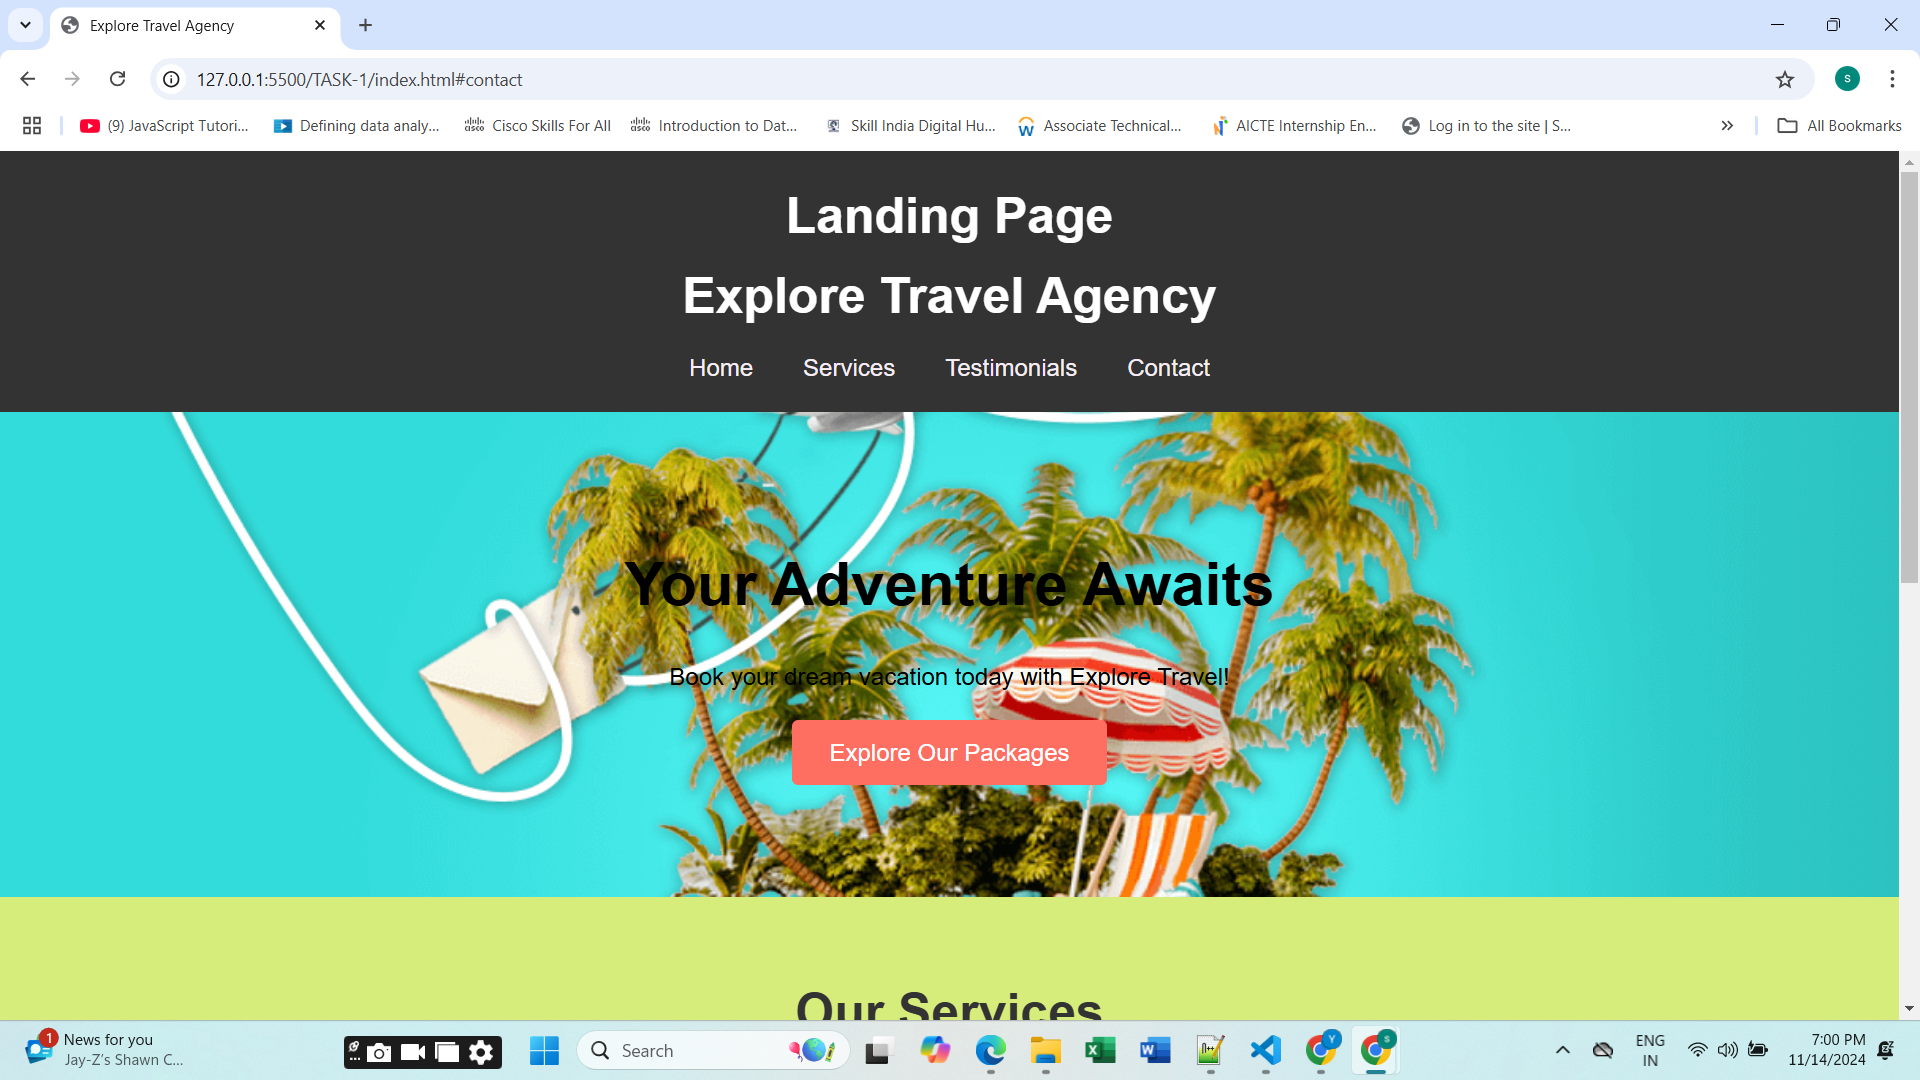 Explore Travel Agency
127.0.0.1:5500/TASK-1/index.html#contact
S
(9) JavaScript Tutori...
Defining data analy...
Cisco Skills For All
Introduction to Dat...
Skill India Digital Hu...
Associate Technical...
AICTE Internship En...
Log in to the site | S...
All Bookmarks
Landing Page
Explore Travel Agency
Home Services Testimonials Contact
Your Adventure Awaits
Book your dream vacation today with Explore Travel!
Explore Our Packages
Our Services
1
News for you
Jay-Z's Shawn C...
Search
Y
S
ENG
IN
7:00 PM
11/14/2024